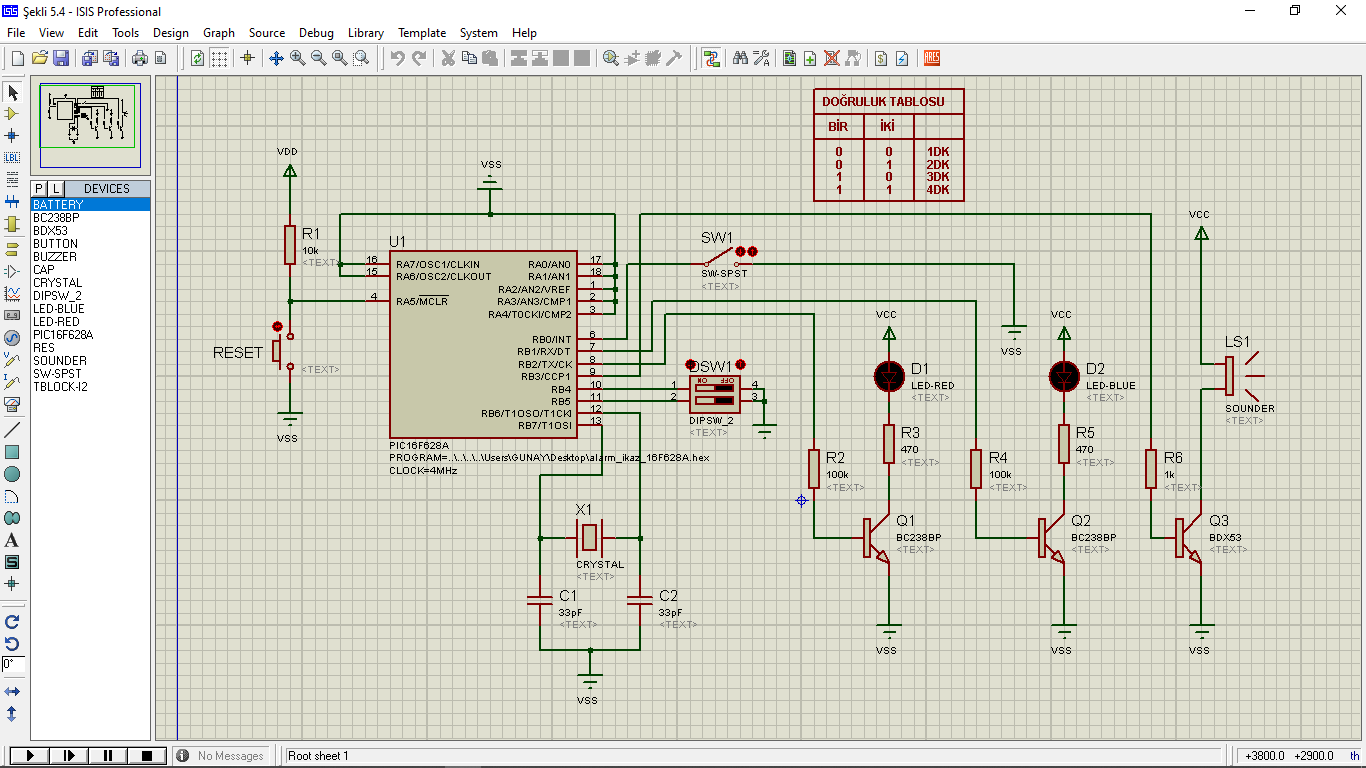 Şekli 5.4 - ISIS Professional
File View Edit Tools Design Graph Source Debug Library Template System Help
LBL
P L DEVICES
BATTERY
BC238BP
BDX53
BUTTON
BUZZER
CAP
CRYSTAL
DIPSW_2
LED-BLUE
LED-RED
PIC16F628A
RES
SOUNDER
SW-SPST
TBLOCK-I2
A
S
0°
DOĞRULUK TABLOSU
BİR İKİ
0 0 1DK
0 1 2DK
1 0 3DK
1 1 4DK
VDD
R1
10k
<TEXT>
RESET
<TEXT>
VSS
VSS
U1
16 RA7/OSC1/CLKIN RA0/AN0 17
15 RA6/OSC2/CLKOUT RA1/AN1 18
RA2/AN2/VREF 1
4 RA5/MCLR RA3/AN3/CMP1 2
RA4/T0CKI/CMP2 3
RB0/INT 6
RB1/RX/DT 7
RB2/TX/CK 8
RB3/CCP1 9
RB4 10
RB5 11
RB6/T1OSO/T1CKI 12
RB7/T1OSI 13
PIC16F628A
PROGRAM=..\..\..\..\Users\GUNAY\Desktop\alarm_ikaz_16F628A.hex
CLOCK=4MHz
SW1
SW-SPST
<TEXT>
VSS
DSW1
ON OFF
1 4
2 3
DIPSW_2
<TEXT>
X1
CRYSTAL
<TEXT>
C1
33pF
<TEXT>
C2
33pF
<TEXT>
VSS
R2
100k
<TEXT>
VCC
D1
LED-RED
<TEXT>
R3
470
<TEXT>
Q1
BC238BP
<TEXT>
VSS
R4
100k
<TEXT>
VCC
D2
LED-BLUE
<TEXT>
R5
470
<TEXT>
Q2
BC238BP
<TEXT>
VSS
VCC
LS1
SOUNDER
<TEXT>
R6
1k
<TEXT>
Q3
BDX53
<TEXT>
VSS
No Messages
Root sheet 1
+3800.0 +2900.0 th